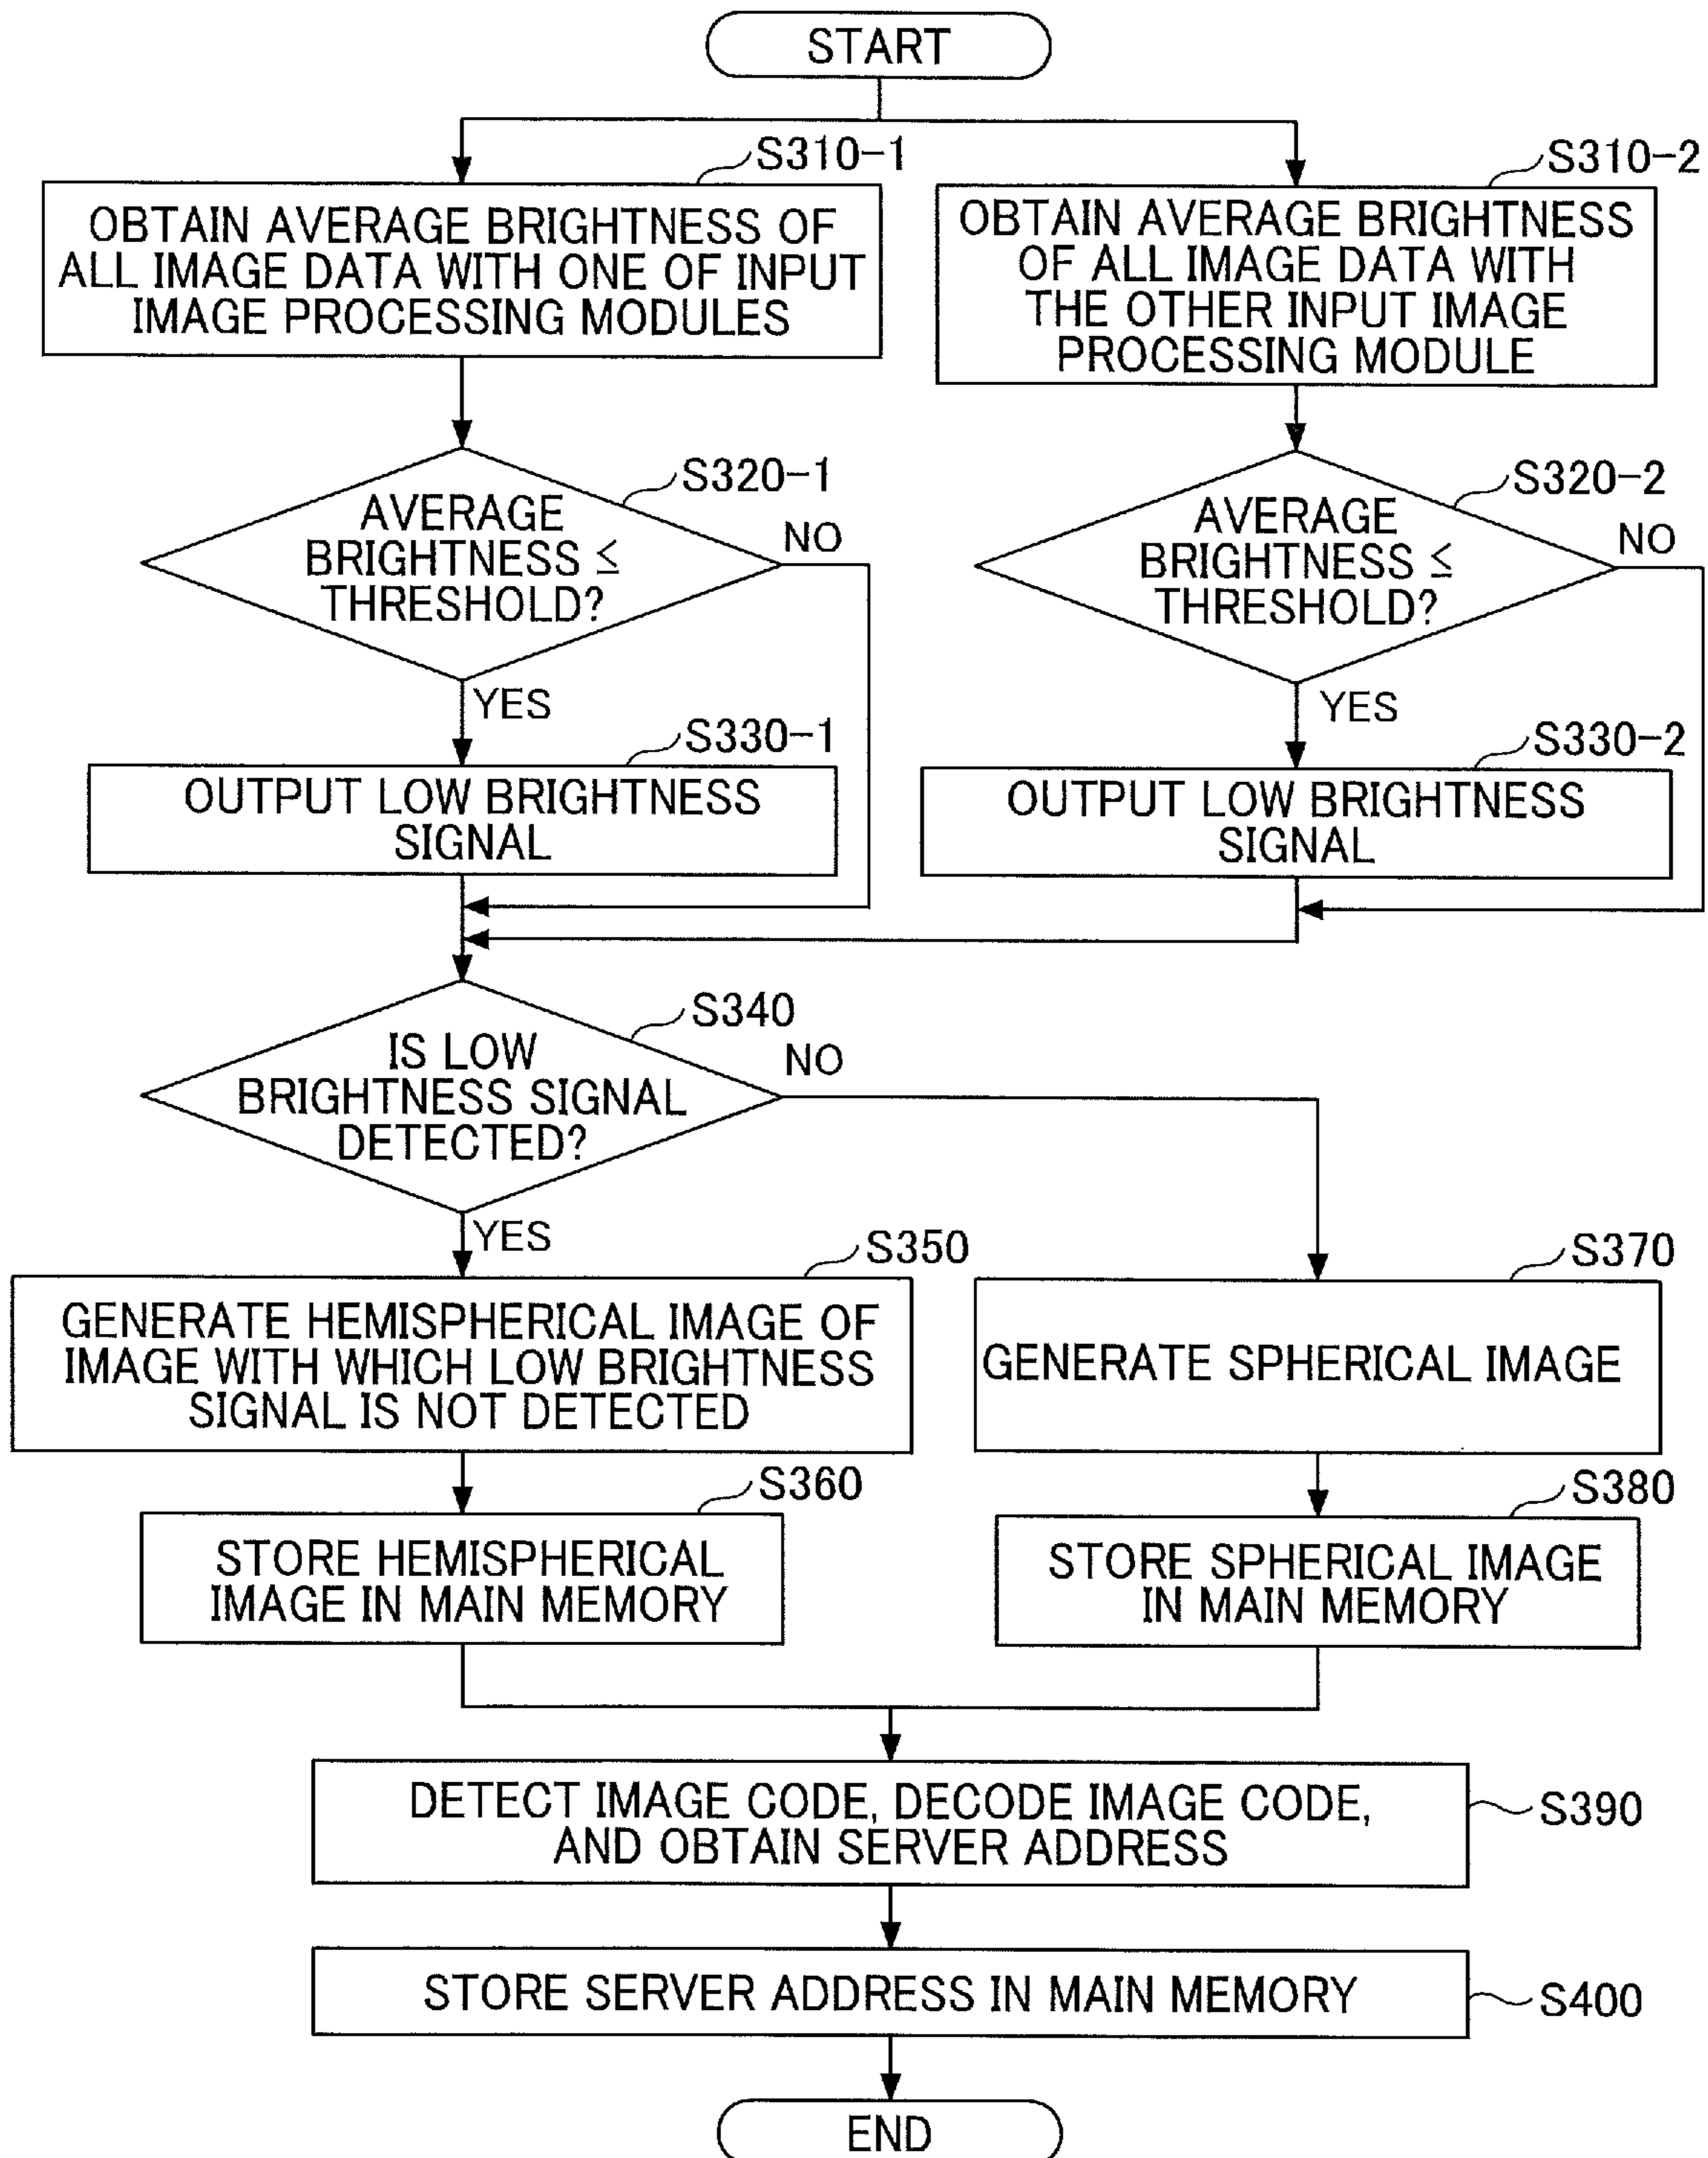 START
S310-1
OBTAIN AVERAGE BRIGHTNESS OF
ALL IMAGE DATA WITH ONE OF INPUT
IMAGE PROCESSING MODULES
S310-2
OBTAIN AVERAGE BRIGHTNESS
OF ALL IMAGE DATA WITH
THE OTHER INPUT IMAGE
PROCESSING MODULE
S320-1
AVERAGE
BRIGHTNESS ≤
THRESHOLD?
NO
YES
S320-2
AVERAGE
BRIGHTNESS ≤
THRESHOLD?
NO
YES
S330-1
OUTPUT LOW BRIGHTNESS
SIGNAL
S330-2
OUTPUT LOW BRIGHTNESS
SIGNAL
S340
IS LOW
BRIGHTNESS SIGNAL
DETECTED?
NO
YES
S350
GENERATE HEMISPHERICAL IMAGE OF
IMAGE WITH WHICH LOW BRIGHTNESS
SIGNAL IS NOT DETECTED
S370
GENERATE SPHERICAL IMAGE
S360
STORE HEMISPHERICAL
IMAGE IN MAIN MEMORY
S380
STORE SPHERICAL IMAGE
IN MAIN MEMORY
DETECT IMAGE CODE, DECODE IMAGE CODE,
AND OBTAIN SERVER ADDRESS
S390
STORE SERVER ADDRESS IN MAIN MEMORY
S400
END